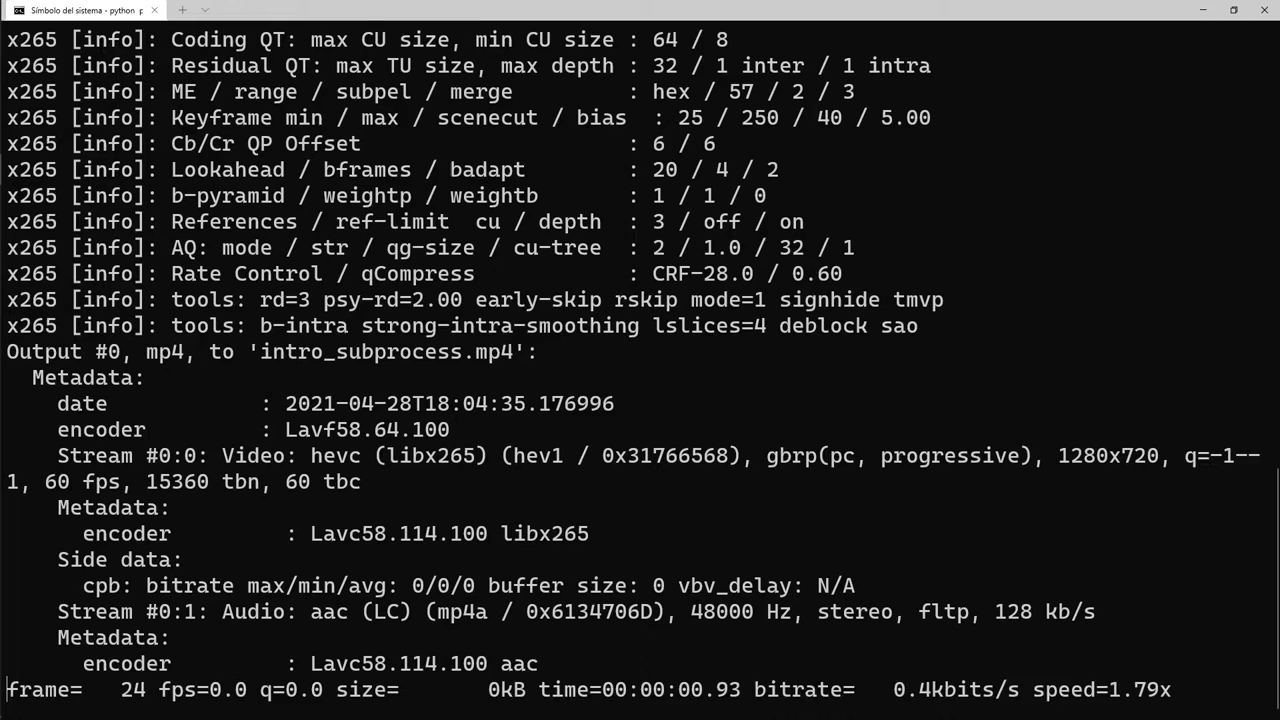 Símbolo del sistema - python p
x265 [info]: Coding QT: max CU size, min CU size : 64 / 8
x265 [info]: Residual QT: max TU size, max depth : 32 / 1 inter / 1 intra
x265 [info]: ME / range / subpel / merge         : hex / 57 / 2 / 3
x265 [info]: Keyframe min / max / scenecut / bias  : 25 / 250 / 40 / 5.00
x265 [info]: Cb/Cr QP Offset                     : 6 / 6
x265 [info]: Lookahead / bframes / badapt        : 20 / 4 / 2
x265 [info]: b-pyramid / weightp / weightb       : 1 / 1 / 0
x265 [info]: References / ref-limit  cu / depth  : 3 / off / on
x265 [info]: AQ: mode / str / qg-size / cu-tree  : 2 / 1.0 / 32 / 1
x265 [info]: Rate Control / qCompress            : CRF-28.0 / 0.60
x265 [info]: tools: rd=3 psy-rd=2.00 early-skip rskip mode=1 signhide tmvp
x265 [info]: tools: b-intra strong-intra-smoothing lslices=4 deblock sao
Output #0, mp4, to 'intro_subprocess.mp4':
  Metadata:
    date            : 2021-04-28T18:04:35.176996
    encoder         : Lavf58.64.100
    Stream #0:0: Video: hevc (libx265) (hev1 / 0x31766568), gbrp(pc, progressive), 1280x720, q=-1--
1, 60 fps, 15360 tbn, 60 tbc
    Metadata:
      encoder         : Lavc58.114.100 libx265
    Side data:
      cpb: bitrate max/min/avg: 0/0/0 buffer size: 0 vbv_delay: N/A
    Stream #0:1: Audio: aac (LC) (mp4a / 0x6134706D), 48000 Hz, stereo, fltp, 128 kb/s
    Metadata:
      encoder         : Lavc58.114.100 aac
frame=   24 fps=0.0 q=0.0 size=       0kB time=00:00:00.93 bitrate=   0.4kbits/s speed=1.79x